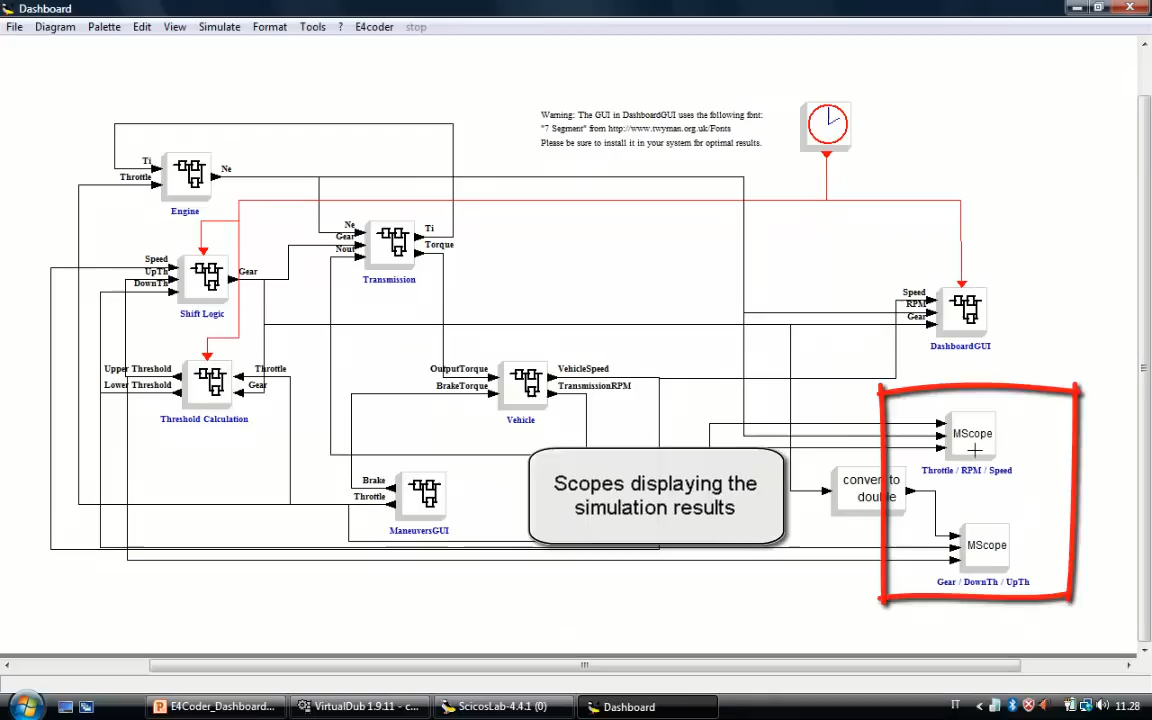 Dashboard
File Diagram Palette Edit View Simulate Format Tools ? E4coder stop
Warning: The GUI in DashboardGUI uses the following font:
"7 Segment" from http://www.twyman.org.uk/Fonts
Please be sure to install it in your system for optimal results.
Ti
Throttle
Ne
Engine
Ne
Gear
Nout
Ti
Torque
Transmission
Speed
UpTh
DownTh
Gear
Shift Logic
Speed
RPM
Gear
DashboardGUI
Upper Threshold
Lower Threshold
Throttle
Gear
Threshold Calculation
OutputTorque
BrakeTorque
VehicleSpeed
TransmissionRPM
Vehicle
MScope
Throttle / RPM / Speed
Brake
Throttle
ManeuversGUI
Scopes displaying the
simulation results
convert to
double
MScope
Gear / DownTh / UpTh
E4Coder_Dashboard... VirtualDub 1.9.11 - c... ScicosLab-4.4.1 (0) Dashboard IT 11.28